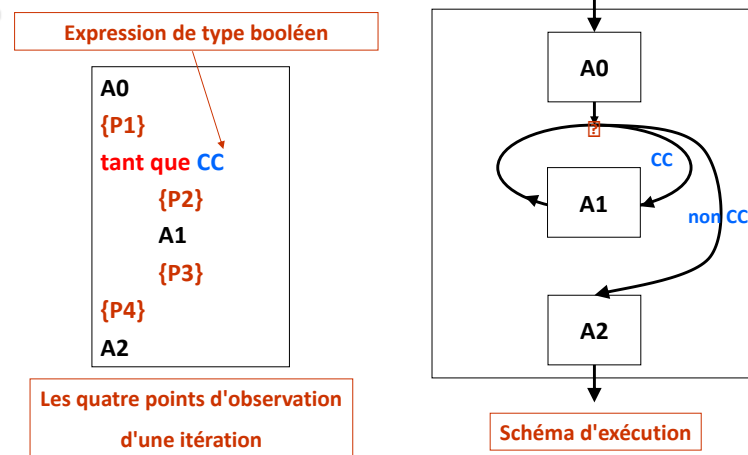 Expression de type booléen
A0
{P1}
tant que CC
{P2}
A1
{P3}
{P4}
A2
Les quatre points d'observation
d'une itération
A0
?
CC
A1
non CC
A2
Schéma d'exécution